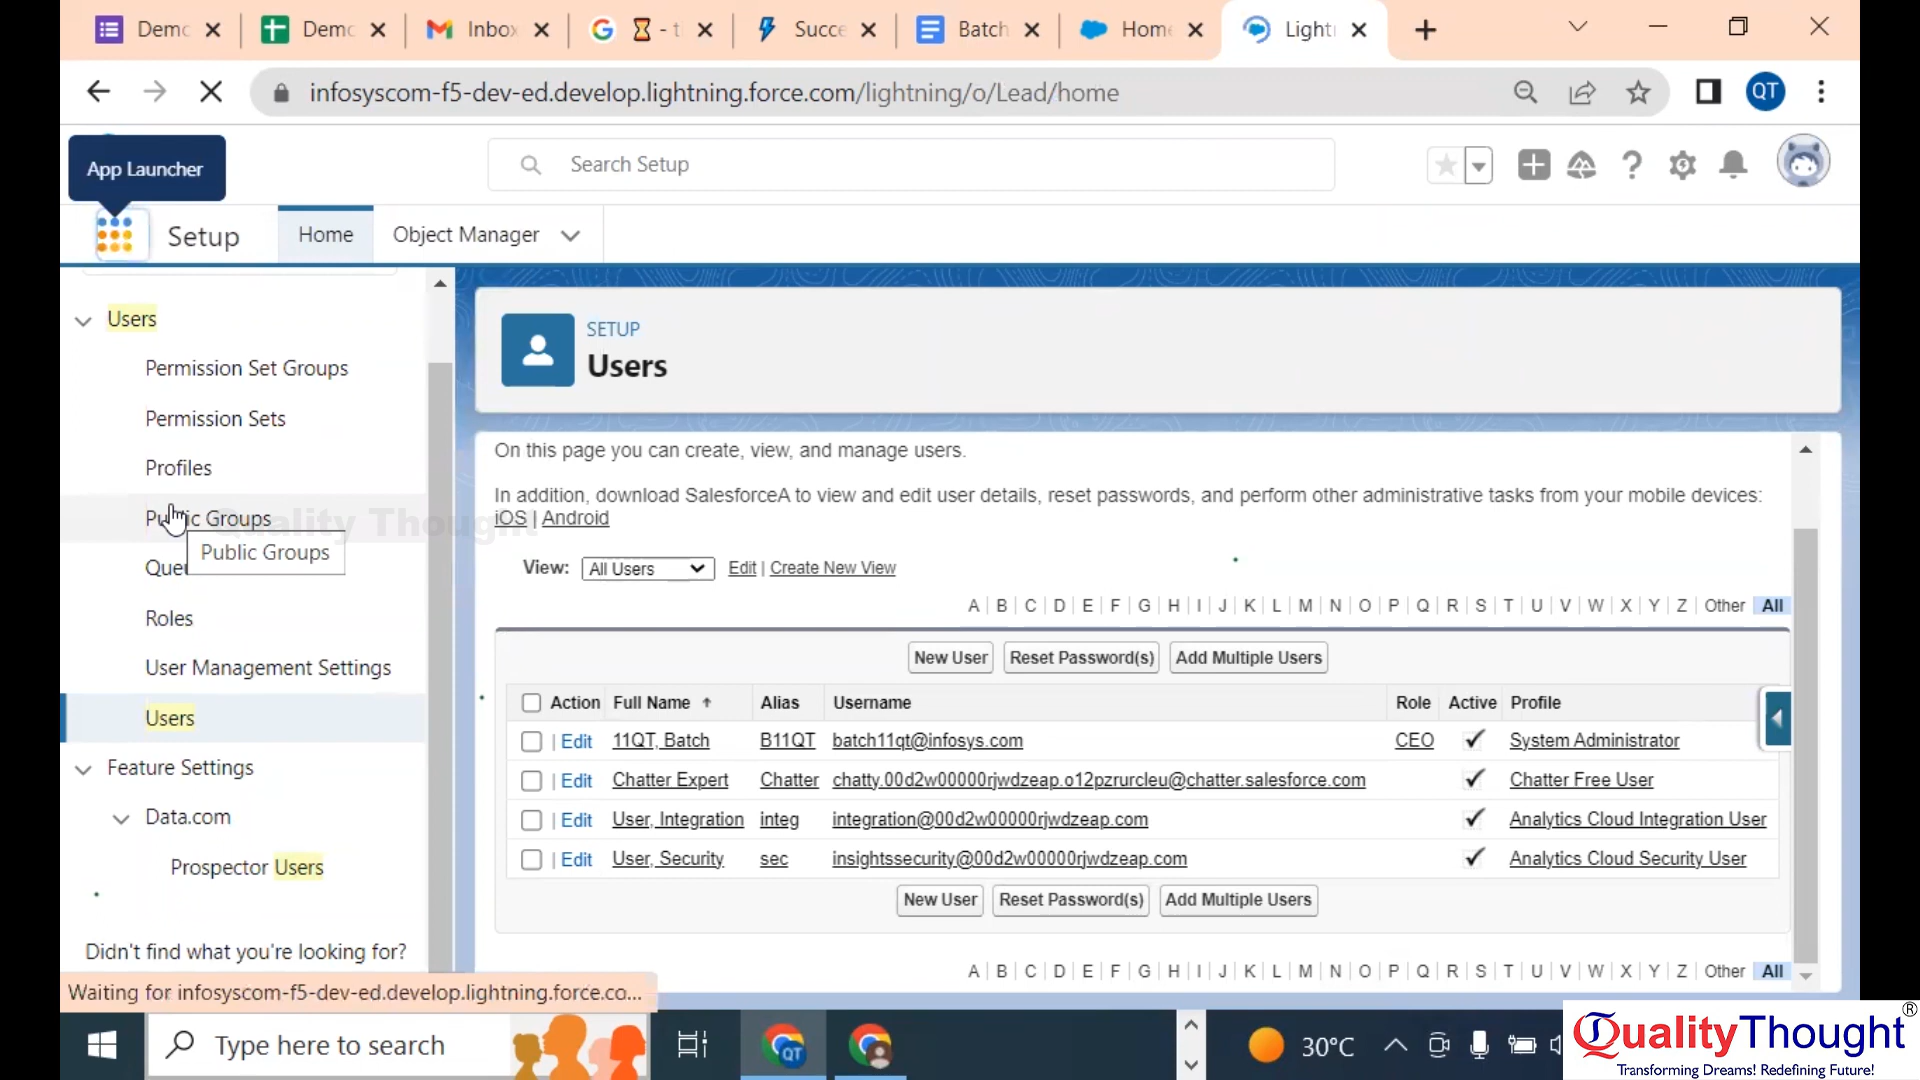 Demo
Demo
Inbox
- t
Succe
Batch
Home
Lightn
infosyscom-f5-dev-ed.develop.lightning.force.com/lightning/o/Lead/home
QT
App Launcher
Search Setup
Setup
Home
Object Manager
Users
Permission Set Groups
Permission Sets
Profiles
Public Groups
Public Groups
Roles
User Management Settings
Users
Feature Settings
Data.com
Prospector Users
Didn't find what you're looking for?
Waiting for infosyscom-f5-dev-ed.develop.lightning.force.co...
SETUP
Users
On this page you can create, view, and manage users.
In addition, download SalesforceA to view and edit user details, reset passwords, and perform other administrative tasks from your mobile devices:
iOS | Android
Quality Thought
View: All Users Edit | Create New View
A | B | C | D | E | F | G | H | I | J | K | L | M | N | O | P | Q | R | S | T | U | V | W | X | Y | Z | Other All
New User Reset Password(s) Add Multiple Users
Action Full Name ↑ Alias Username Role Active Profile
| Edit 11QT, Batch B11QT batch11qt@infosys.com CEO ✓ System Administrator
| Edit Chatter Expert Chatter chatty.00d2w00000rjwdzeap.o12pzrurcleu@chatter.salesforce.com ✓ Chatter Free User
| Edit User, Integration integ integration@00d2w00000rjwdzeap.com ✓ Analytics Cloud Integration User
| Edit User, Security sec insightssecurity@00d2w00000rjwdzeap.com ✓ Analytics Cloud Security User
New User Reset Password(s) Add Multiple Users
A | B | C | D | E | F | G | H | I | J | K | L | M | N | O | P | Q | R | S | T | U | V | W | X | Y | Z | Other All
Type here to search
QT
30°C
QualityThought®
Transforming Dreams! Redefining Future!